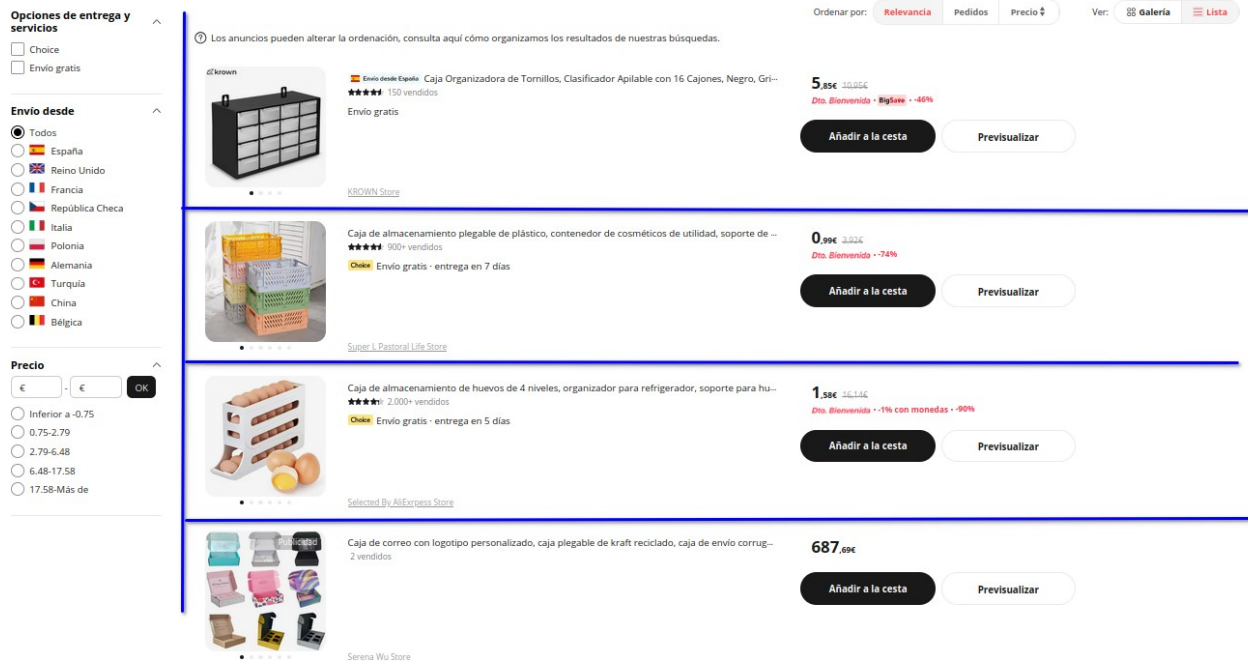 Opciones de entrega y
servicios
Choice
Envío gratis
Envío desde
Todos
España
Reino Unido
Francia
República Checa
Italia
Polonia
Alemania
Turquía
China
Bélgica
Precio
€ - € OK
Inferior a -0.75
0.75-2.79
2.79-6.48
6.48-17.58
17.58-Más de
Ordenar por: Relevancia Pedidos Precio Ver: Galería Lista
Los anuncios pueden alterar la ordenación, consulta aquí cómo organizamos los resultados de nuestras búsquedas.
krown
Envío desde España Caja Organizadora de Tornillos, Clasificador Apilable con 16 Cajones, Negro, Gri...
150 vendidos
Envío gratis
KROWN Store
5,85€ 10,95€
Dto. Bienvenida · BigSave · -46%
Añadir a la cesta Previsualizar
Caja de almacenamiento plegable de plástico, contenedor de cosméticos de utilidad, soporte de ...
900+ vendidos
Choice Envío gratis · entrega en 7 días
Super L Pastoral Life Store
0,99€ 3,92€
Dto. Bienvenida · -74%
Añadir a la cesta Previsualizar
Caja de almacenamiento de huevos de 4 niveles, organizador para refrigerador, soporte para hu...
2.000+ vendidos
Choice Envío gratis · entrega en 5 días
Selected By AliExrpess Store
1,58€ 16,14€
Dto. Bienvenida · -1% con monedas · -90%
Añadir a la cesta Previsualizar
Publicidad
Caja de correo con logotipo personalizado, caja plegable de kraft reciclado, caja de envío corrug...
2 vendidos
Serena Wu Store
687,69€
Añadir a la cesta Previsualizar